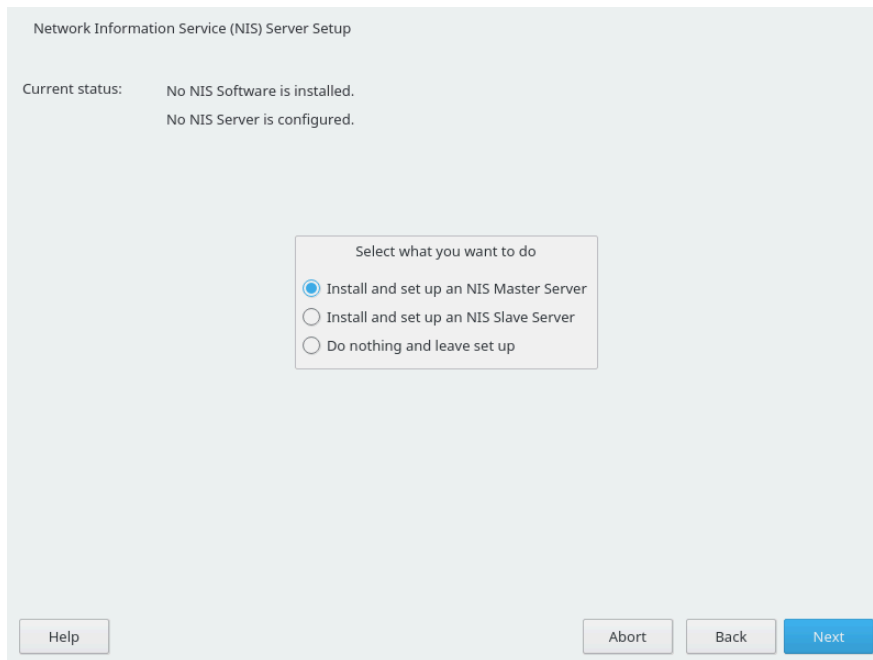 Network Information Service (NIS) Server Setup
Current status:
No NIS Software is installed.
No NIS Server is configured.
Select what you want to do
Install and set up an NIS Master Server
Install and set up an NIS Slave Server
Do nothing and leave set up
Help
Abort
Back
Next